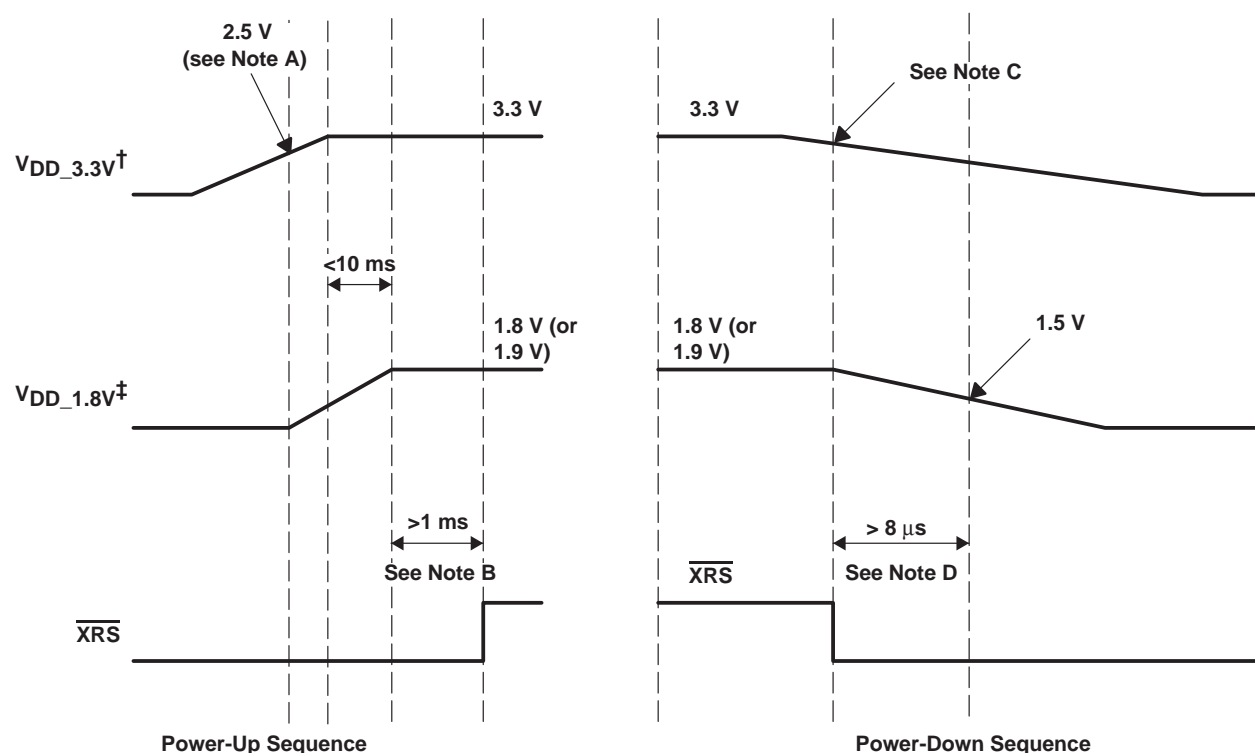 2.5 V
(see Note A)
See Note C
3.3 V
3.3 V
VDD_3.3V†
<10 ms
1.8 V (or
1.9 V)
1.8 V (or
1.9 V)
1.5 V
VDD_1.8V‡
>1 ms
> 8 μs
See Note B
XRS
See Note D
XRS
Power-Up Sequence
Power-Down Sequence